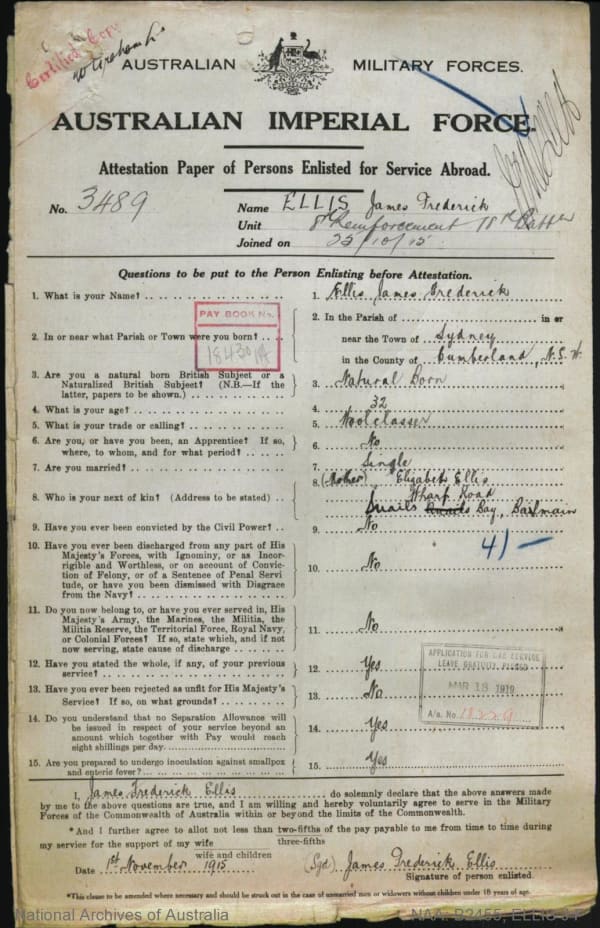 Certified Copy
AUSTRALIAN MILITARY FORCES.
AUSTRALIAN IMPERIAL FORCE.
Attestation Paper of Persons Enlisted for Service Abroad.
No. 3489
Name ELLIS James Frederick
Unit 8th Reinforcement 18th Battn
Joined on 25/10/15.
Questions to be put to the Person Enlisting before Attestation.
1. What is your Name? 1. Ellis James Frederick
PAY BOOK No.
2. In or near what Parish or Town were you born? 2. In the Parish of in or
near the Town of Sydney
in the County of Cumberland, N.S.W.
3. Are you a natural born British Subject or a
Naturalized British Subject? (N.B.—If the
latter, papers to be shown.) 3. Natural Born
4. What is your age? 4. 32
5. What is your trade or calling? 5. Woolclasser
6. Are you, or have you been, an Apprentice? If so,
where, to whom, and for what period? 6. No
7. Are you married? 7. Single
8. Who is your next of kin? (Address to be stated) 8. (Mother) Elizabeth Ellis
Wharf Road
Snails Bay, Balmain
9. Have you ever been convicted by the Civil Power? 9. No
4/-
10. Have you ever been discharged from any part of His
Majesty's Forces, with Ignominy, or as Incor-
rigible and Worthless, or on account of Convic-
tion of Felony, or of a Sentence of Penal Servi-
tude, or have you been dismissed with Disgrace
from the Navy? 10. No
11. Do you now belong to, or have you ever served in, His
Majesty's Army, the Marines, the Militia, the
Militia Reserve, the Territorial Force, Royal Navy,
or Colonial Forces? If so, state which, and if not
now serving, state cause of discharge 11. No
12. Have you stated the whole, if any, of your previous
service? 12. Yes
APPLICATION FOR WAR SERVICE
LEAVE GRATUITY PASSED
MAR 18 1919
A/s. No.
13. Have you ever been rejected as unfit for His Majesty's
Service? If so, on what grounds? 13. No
14. Do you understand that no Separation Allowance will
be issued in respect of your service beyond an
amount which together with Pay would reach
eight shillings per day. 14. Yes
15. Are you prepared to undergo inoculation against smallpox
and enteric fever? 15. Yes
I, James Frederick Ellis do solemnly declare that the above answers made
by me to the above questions are true, and I am willing and hereby voluntarily agree to serve in the Military
Forces of the Commonwealth of Australia within or beyond the limits of the Commonwealth.
*And I further agree to allot not less than two-fifths of the pay payable to me from time to time during
three-fifths
my service for the support of my wife
wife and children
Date 1st November 1915 (Sgd) James Frederick Ellis
Signature of person enlisted.
*This clause to be amended where necessary and should be struck out in the case of unmarried men or widowers without children under 18 years of age.
National Archives of Australia
NAA: B2455, ELLIS J F